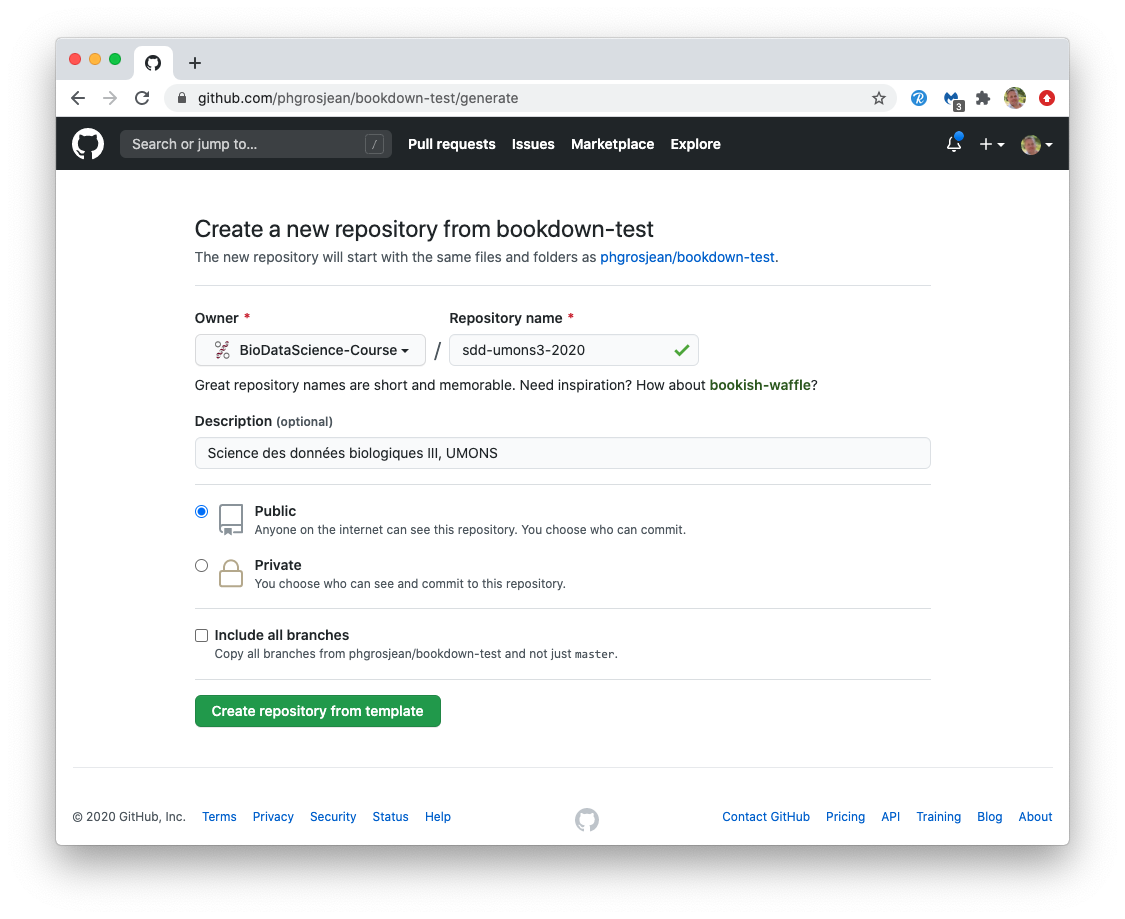 github.com/phgrosjean/bookdown-test/generate
3
Search or jump to... /
Pull requests Issues Marketplace Explore
Create a new repository from bookdown-test
The new repository will start with the same files and folders as phgrosjean/bookdown-test.
Owner * Repository name *
BioDataScience-Course / sdd-umons3-2020
Great repository names are short and memorable. Need inspiration? How about bookish-waffle?
Description (optional)
Science des données biologiques III, UMONS
Public
Anyone on the internet can see this repository. You choose who can commit.
Private
You choose who can see and commit to this repository.
Include all branches
Copy all branches from phgrosjean/bookdown-test and not just master.
Create repository from template
© 2020 GitHub, Inc. Terms Privacy Security Status Help Contact GitHub Pricing API Training Blog About